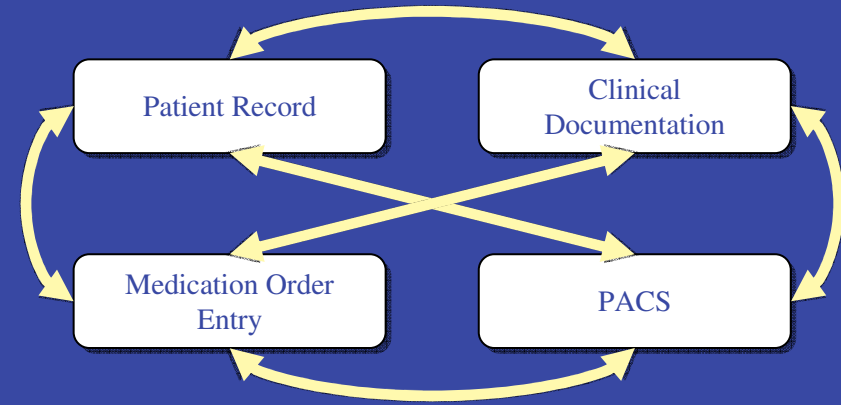 Patient Record
Clinical
Documentation
Medication Order
Entry
PACS